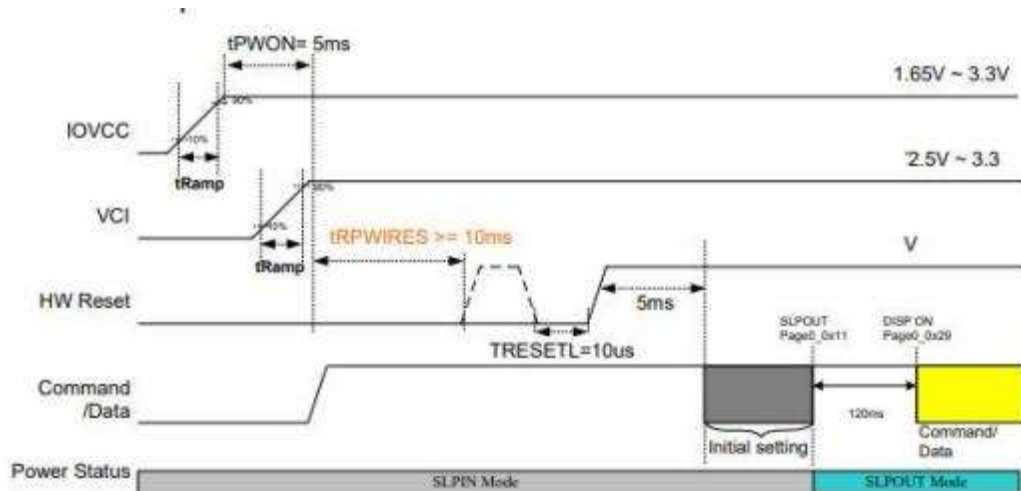 tPWON= 5ms
1.65V ~ 3.3V
90%
IOVCC
10%
tRamp
2.5V ~ 3.3
90%
VCI
10%
tRPWIRES >= 10ms
tRamp
V
HW Reset
5ms
SLPOUT
Page0_0x11
DISP ON
Page0_0x29
TRESETL=10us
Command
/Data
120ms
Initial setting
Command/
Data
Power Status
SLPIN Mode
SLPOUT Mode